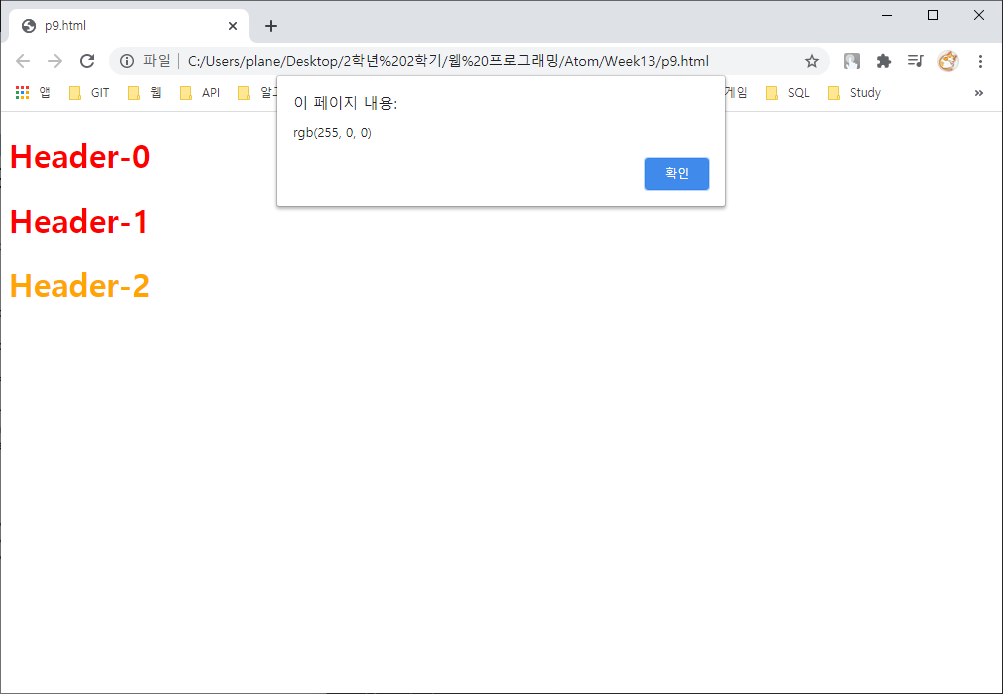 p9.html
파일 C:/Users/plane/Desktop/2학년%202학기/웹%20프로그래밍/Atom/Week13/p9.html
앱 GIT 웹 API 게임 SQL Study »
이 페이지 내용:
rgb(255, 0, 0)
확인
Header-0
Header-1
Header-2